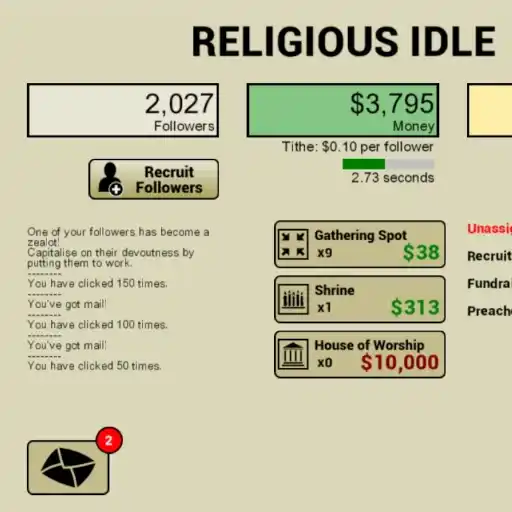 RELIGIOUS IDLE
2,027
Followers
$3,795
Money
Tithe: $0.10 per follower
2.73 seconds
Recruit
Followers
One of your followers has become a
zealot!
Capitalise on their devoutness by
putting them to work.
--------
You have clicked 150 times.
--------
You've got mail!
--------
You have clicked 100 times.
--------
You've got mail!
--------
You have clicked 50 times.
Gathering Spot
x9 $38
Shrine
x1 $313
House of Worship
x0 $10,000
Unassig
Recruit
Fundra
Preach
2